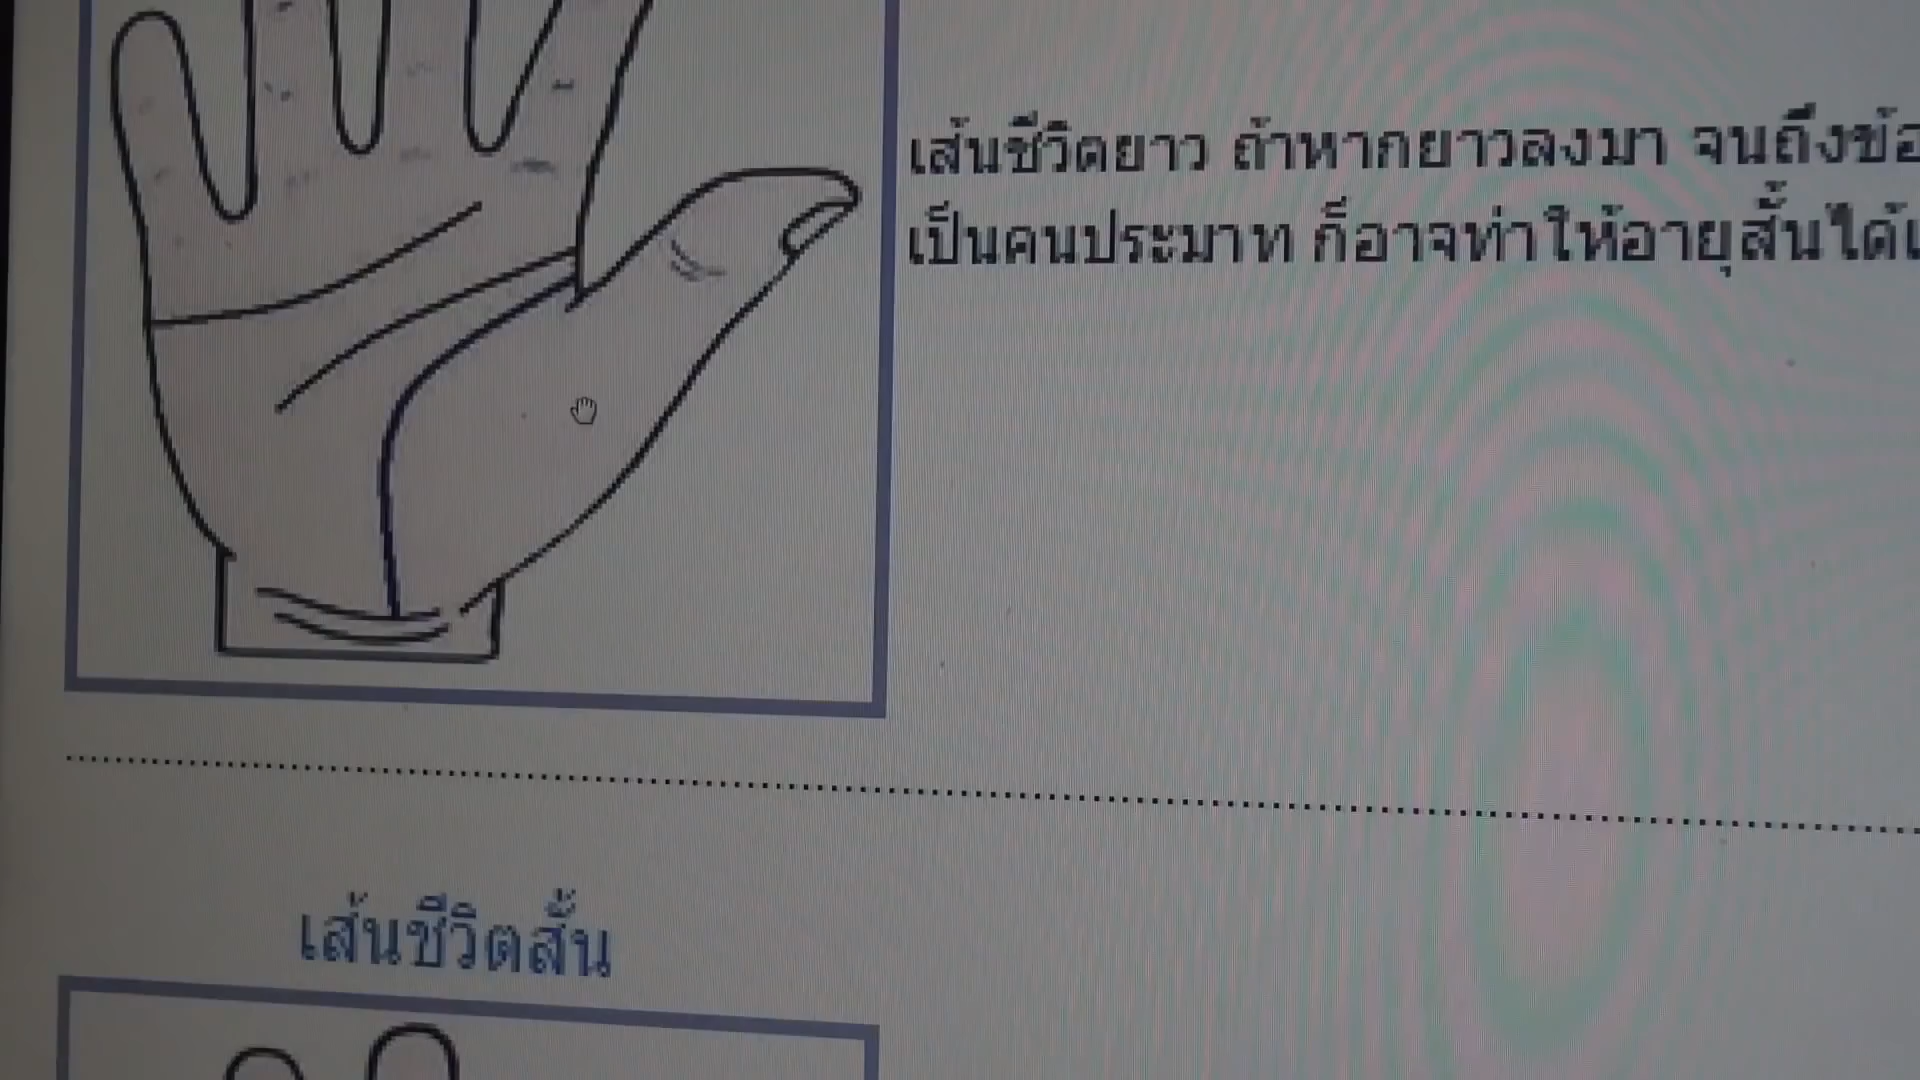 เส้นชีวิตยาว ถ้าหากยาวลงมา จนถึงข้อ
เป็นคนประมาท ก็อาจทำให้อายุสั้นได้เ
เส้นชีวิตสั้น